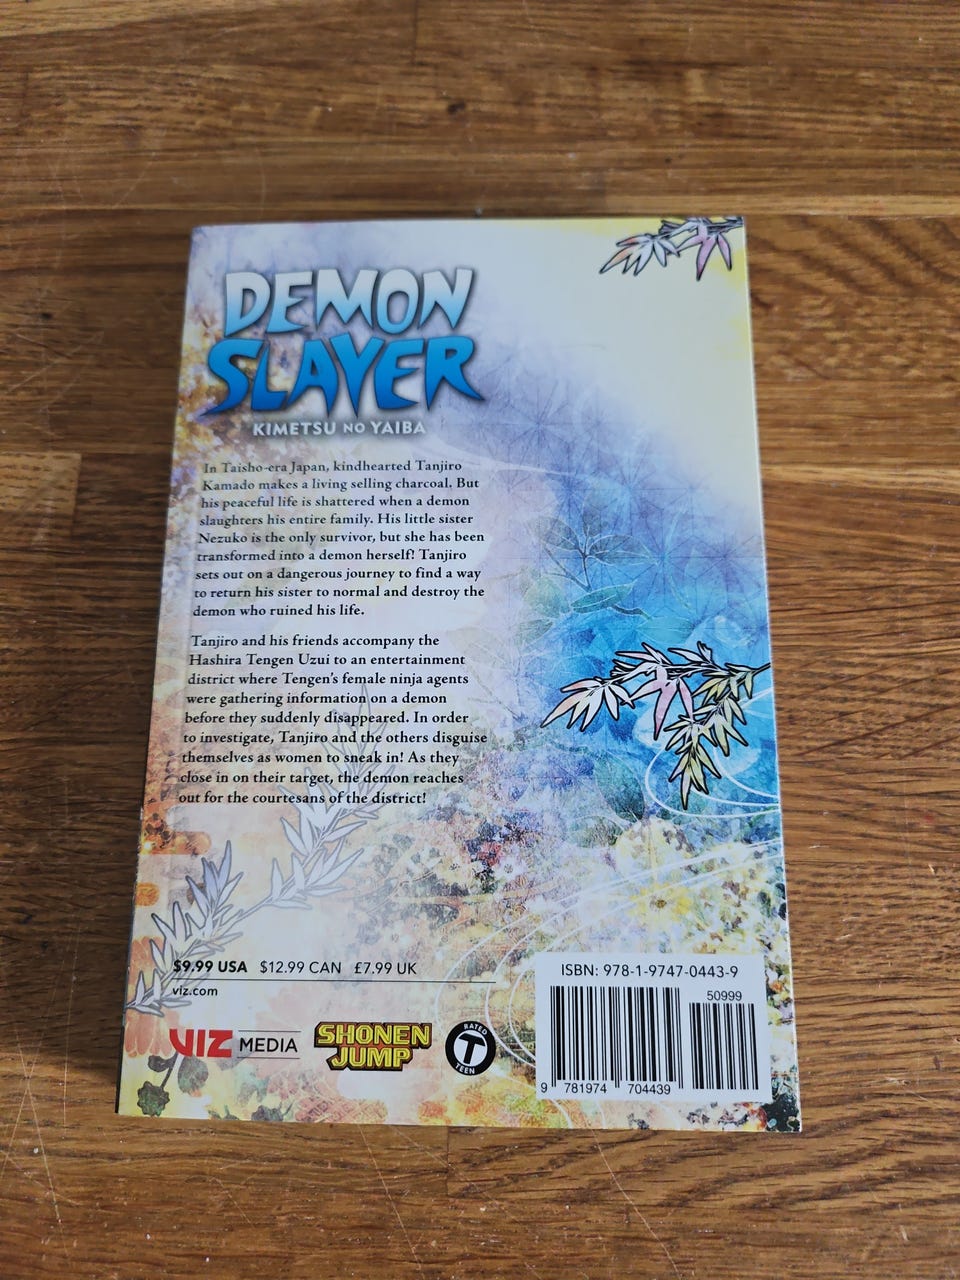 DEMON
SLAYER
KIMETSU NO YAIBA
In Taisho-era Japan, kindhearted Tanjiro
Kamado makes a living selling charcoal. But
his peaceful life is shattered when a demon
slaughters his entire family. His little sister
Nezuko is the only survivor, but she has been
transformed into a demon herself! Tanjiro
sets out on a dangerous journey to find a way
to return his sister to normal and destroy the
demon who ruined his life.
Tanjiro and his friends accompany the
Hashira Tengen Uzui to an entertainment
district where Tengen's female ninja agents
were gathering information on a demon
before they suddenly disappeared. In order
to investigate, Tanjiro and the others disguise
themselves as women to sneak in! As they
close in on their target, the demon reaches
out for the courtesans of the district!
$9.99 USA $12.99 CAN £7.99 UK
viz.com
VIZ MEDIA
SHONEN
JUMP
RATED
T
TEEN
ISBN: 978-1-9747-0443-9
50999
9 781974 704439